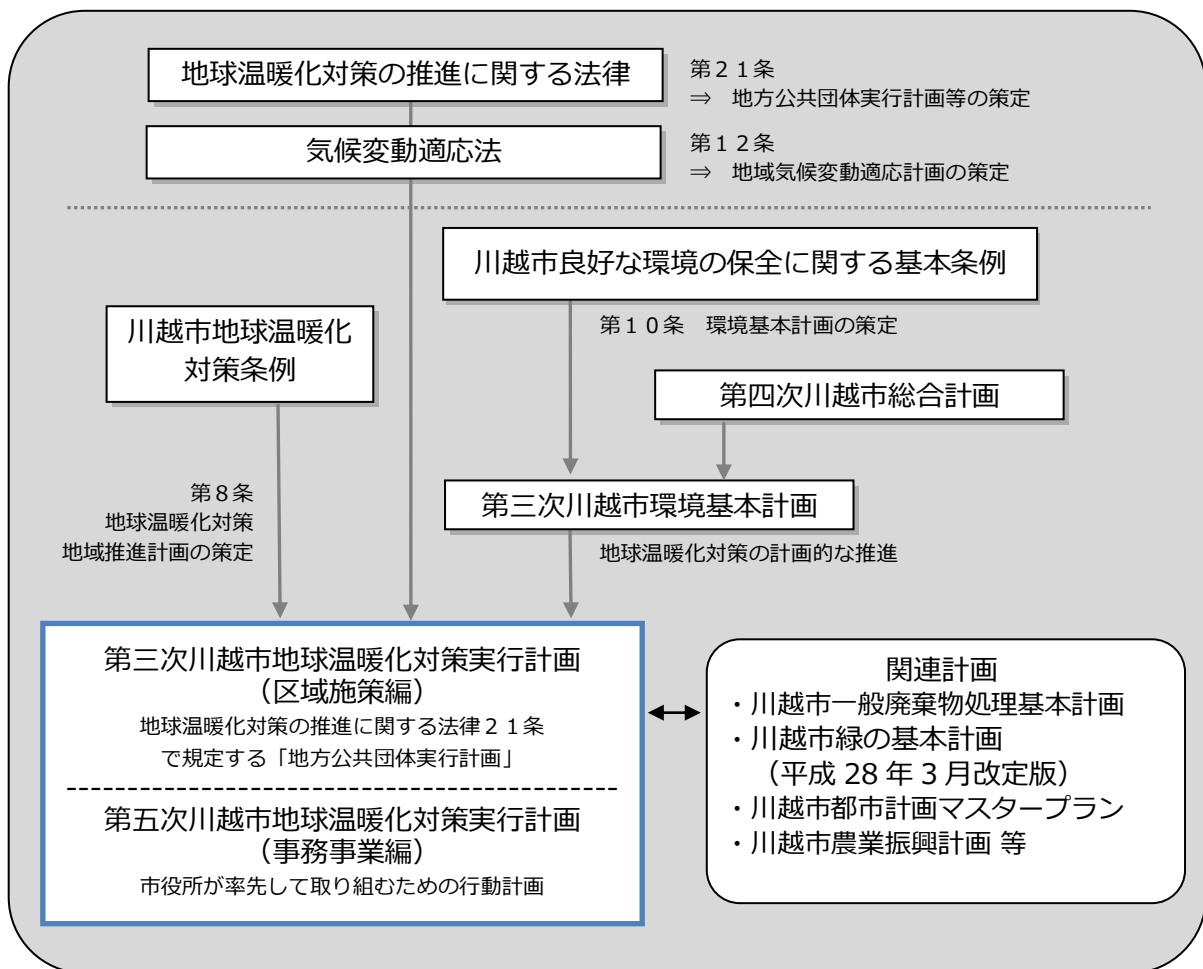 地球温暖化対策の推進に関する法律
第21条
⇒ 地方公共団体実行計画等の策定
気候変動適応法
第12条
⇒ 地域気候変動適応計画の策定
川越市良好な環境の保全に関する基本条例
第10条 環境基本計画の策定
川越市地球温暖化
対策条例
第四次川越市総合計画
第8条
地球温暖化対策
地域推進計画の策定
第三次川越市環境基本計画
地球温暖化対策の計画的な推進
第三次川越市地球温暖化対策実行計画
(区域施策編)
地球温暖化対策の推進に関する法律21条
で規定する「地方公共団体実行計画」
第五次川越市地球温暖化対策実行計画
(事務事業編)
市役所が率先して取り組むための行動計画
関連計画
・川越市一般廃棄物処理基本計画
・川越市緑の基本計画
(平成 28 年 3 月改定版)
・川越市都市計画マスタープラン
・川越市農業振興計画 等